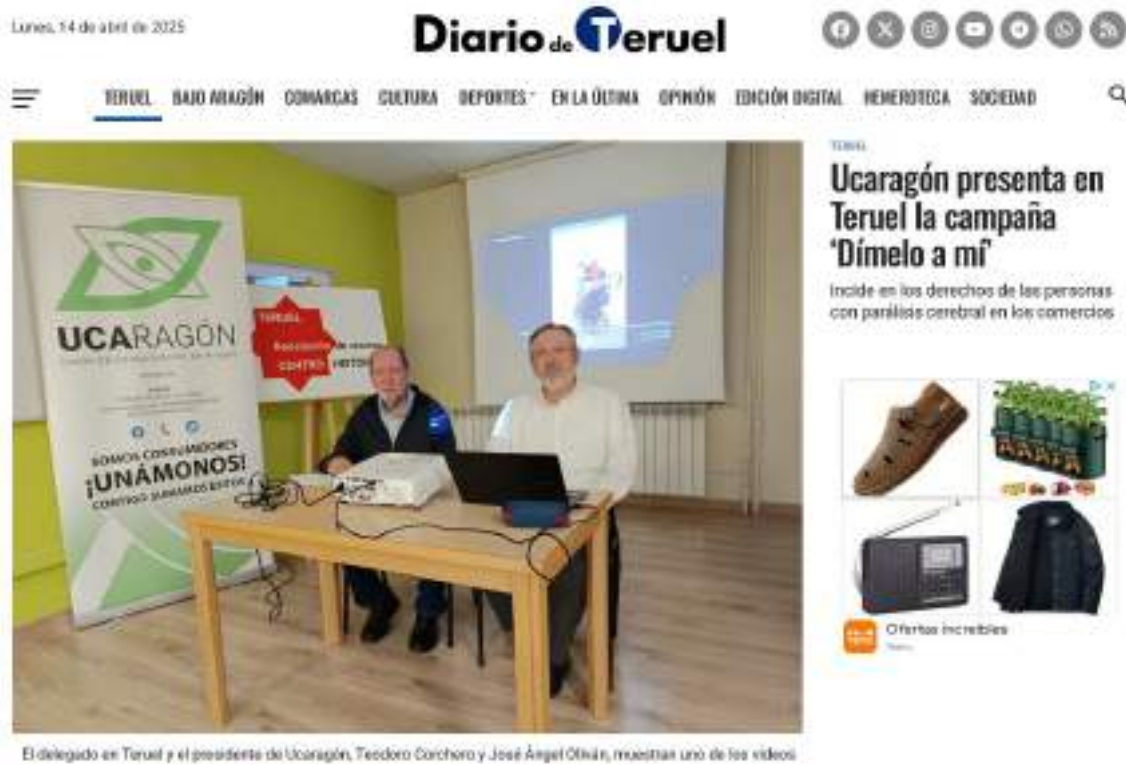 Lunes, 14 de abril de 2025
Diario de Teruel
TERUEL BAJO ARAGÓN COMARCAS CULTURA DEPORTES EN LA ÚLTIMA OPINIÓN EDICIÓN DIGITAL HEMEROTECA SOCIEDAD
TERUEL
Ucaragón presenta en
Teruel la campaña
‘Dímelo a mí’
Incide en los derechos de las personas
con parálisis cerebral en los comercios
UCARAGÓN
SOMOS CONSUMIDORES
¡UNÁMONOS!
TERUEL
CENTRO
Ofertas increíbles
Temu
El delegado en Teruel y el presidente de Ucaragón, Teodoro Corchero y José Ángel Oliván, muestran uno de los vídeos